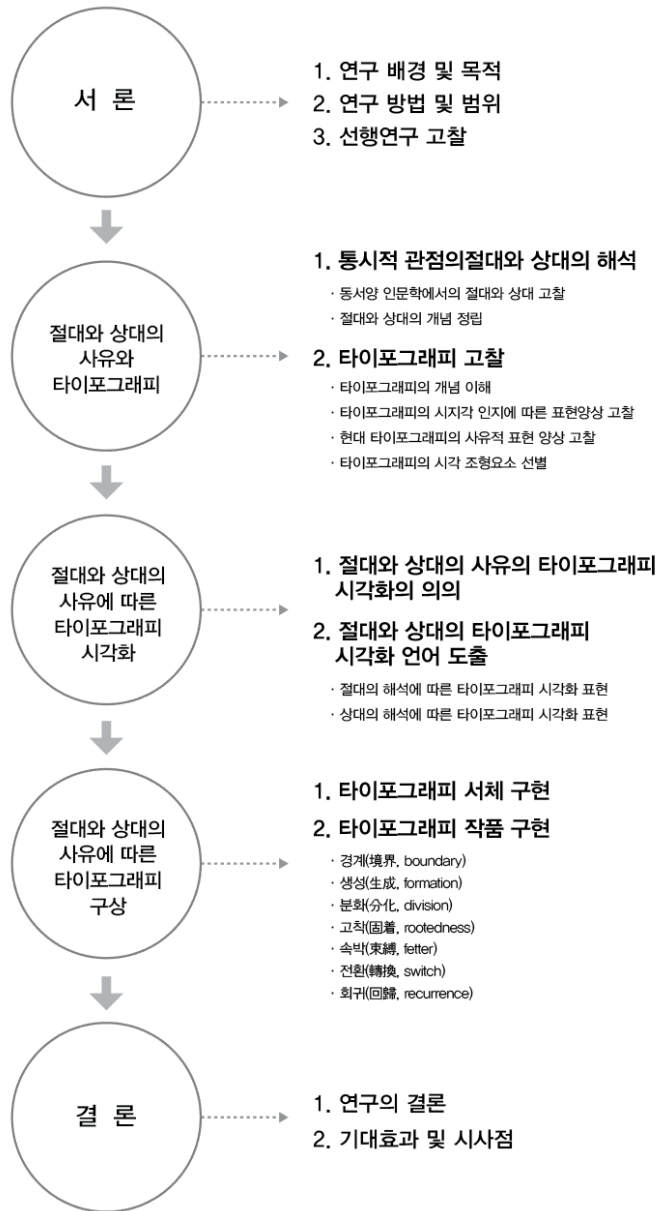 서 론
1. 연구 배경 및 목적
2. 연구 방법 및 범위
3. 선행연구 고찰
절대와 상대의
사유와
타이포그래피
1. 통시적 관점의절대와 상대의 해석
· 동서양 인문학에서의 절대와 상대 고찰
· 절대와 상대의 개념 정립
2. 타이포그래피 고찰
· 타이포그래피의 개념 이해
· 타이포그래피의 시지각 인지에 따른 표현양상 고찰
· 현대 타이포그래피의 사유적 표현 양상 고찰
· 타이포그래피의 시각 조형요소 선별
절대와 상대의
사유에 따른
타이포그래피
시각화
1. 절대와 상대의 사유의 타이포그래피
시각화의 의의
2. 절대와 상대의 타이포그래피
시각화 언어 도출
· 절대의 해석에 따른 타이포그래피 시각화 표현
· 상대의 해석에 따른 타이포그래피 시각화 표현
절대와 상대의
사유에 따른
타이포그래피
구상
1. 타이포그래피 서체 구현
2. 타이포그래피 작품 구현
· 경계(境界, boundary)
· 생성(生成, formation)
· 분화(分化, division)
· 고착(固着, rootedness)
· 속박(束縛, fetter)
· 전환(轉換, switch)
· 회귀(回歸, recurrence)
결 론
1. 연구의 결론
2. 기대효과 및 시사점